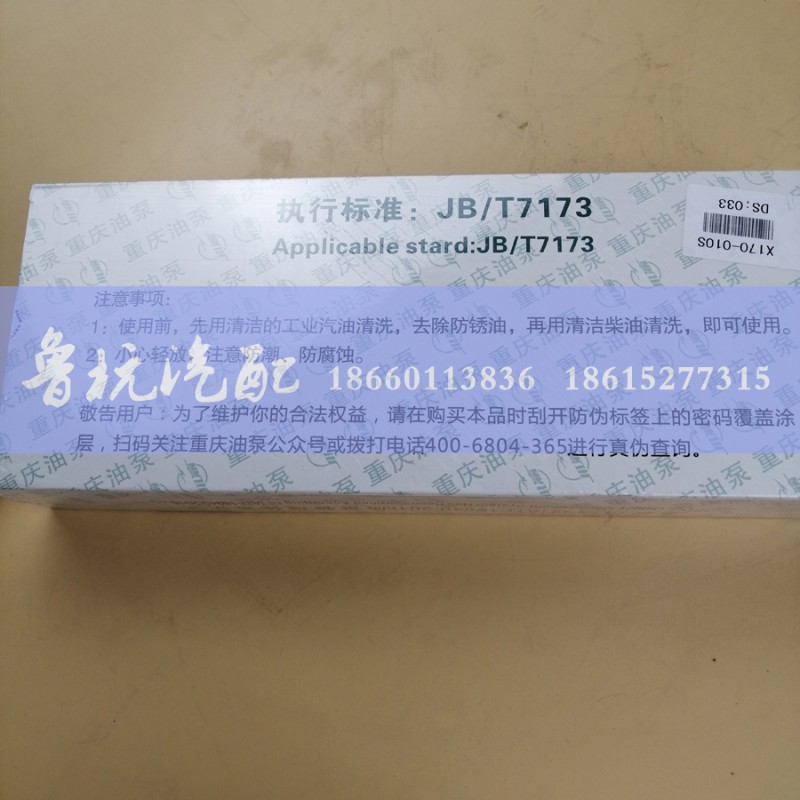 执行标准：JB/T7173
Applicable stard:JB/T7173
X170-010S
DS:033
注意事项：
1：使用前，先用清洁的工业汽油清洗，去除防锈油，再用清洁柴油清洗，即可使用。
2：小心轻放，注意防潮、防腐蚀。
鲁玩汽配 18660113836 18615277315
敬告用户：为了维护你的合法权益，请在购买本品时刮开防伪标签上的密码覆盖涂
层，扫码关注重庆油泵公众号或拨打电话400-6804-365进行真伪查询。
重庆油泵